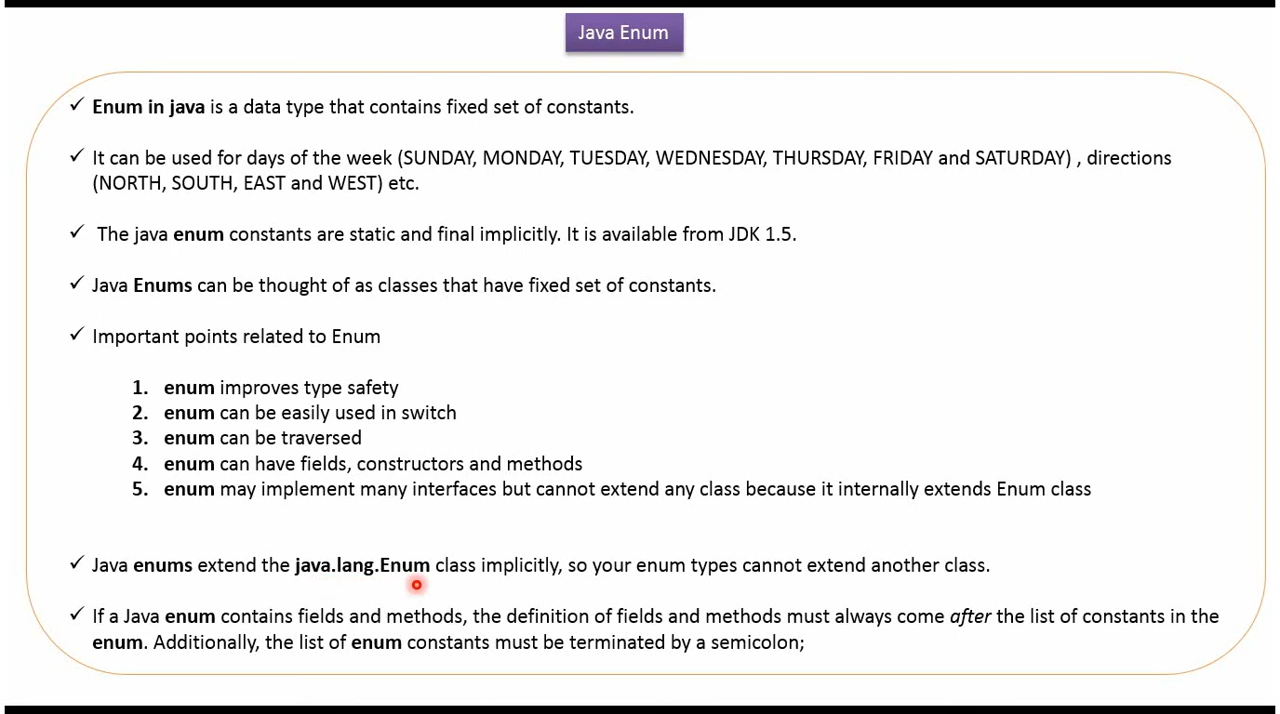 Java Enum
✓ Enum in java is a data type that contains fixed set of constants.
✓ It can be used for days of the week (SUNDAY, MONDAY, TUESDAY, WEDNESDAY, THURSDAY, FRIDAY and SATURDAY) , directions
(NORTH, SOUTH, EAST and WEST) etc.
✓ The java enum constants are static and final implicitly. It is available from JDK 1.5.
✓ Java Enums can be thought of as classes that have fixed set of constants.
✓ Important points related to Enum
1. enum improves type safety
2. enum can be easily used in switch
3. enum can be traversed
4. enum can have fields, constructors and methods
5. enum may implement many interfaces but cannot extend any class because it internally extends Enum class
✓ Java enums extend the java.lang.Enum class implicitly, so your enum types cannot extend another class.
✓ If a Java enum contains fields and methods, the definition of fields and methods must always come after the list of constants in the
enum. Additionally, the list of enum constants must be terminated by a semicolon;